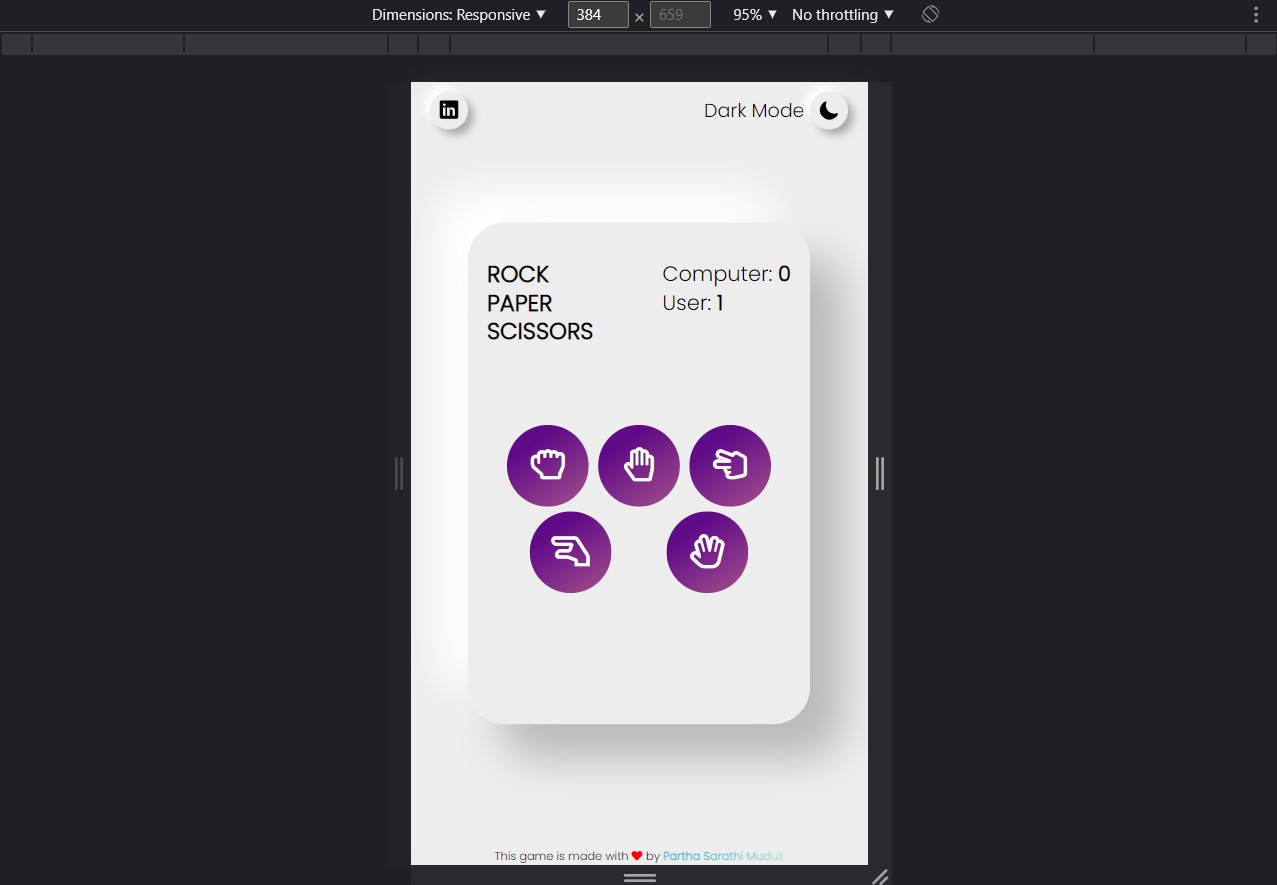 Dimensions: Responsive ▼ 384 × 659 95% ▼ No throttling ▼
in Dark Mode
ROCK
PAPER
SCISSORS
Computer: 0
User: 1
This game is made with ❤ by Partha Sarathi Muduli